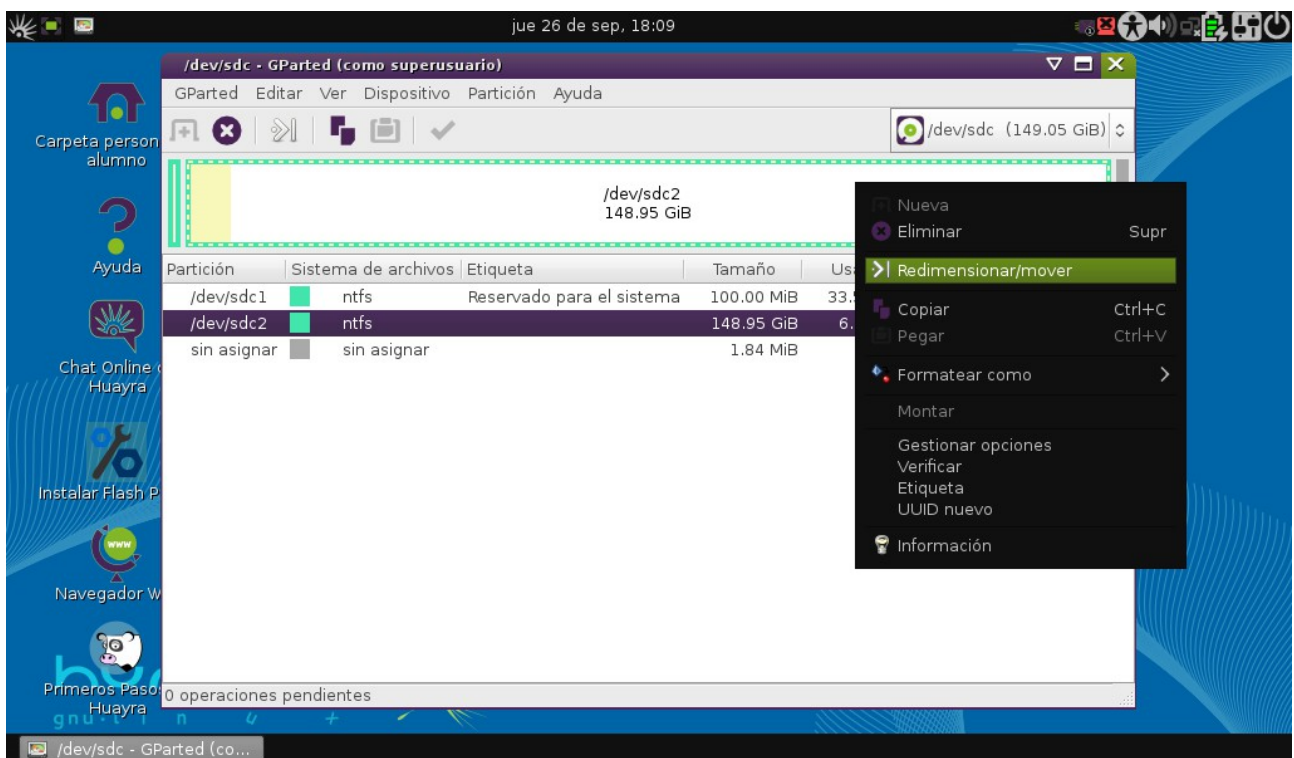 jue 26 de sep, 18:09
/dev/sdc - GParted (como superusuario)
GParted Editar Ver Dispositivo Partición Ayuda
/dev/sdc (149.05 GiB)
/dev/sdc2
148.95 GiB
Partición Sistema de archivos Etiqueta Tamaño
/dev/sdc1 ntfs Reservado para el sistema 100.00 MiB
/dev/sdc2 ntfs 148.95 GiB
sin asignar sin asignar 1.84 MiB
Nueva
Eliminar Supr
Redimensionar/mover
Copiar Ctrl+C
Pegar Ctrl+V
Formatear como
Montar
Gestionar opciones
Verificar
Etiqueta
UUID nuevo
Información
0 operaciones pendientes
Carpeta person
alumno
Ayuda
Chat Online
Huayra
Instalar Flash P
www
Navegador W
Primeros Paso
Huayra
/dev/sdc - GParted (co...